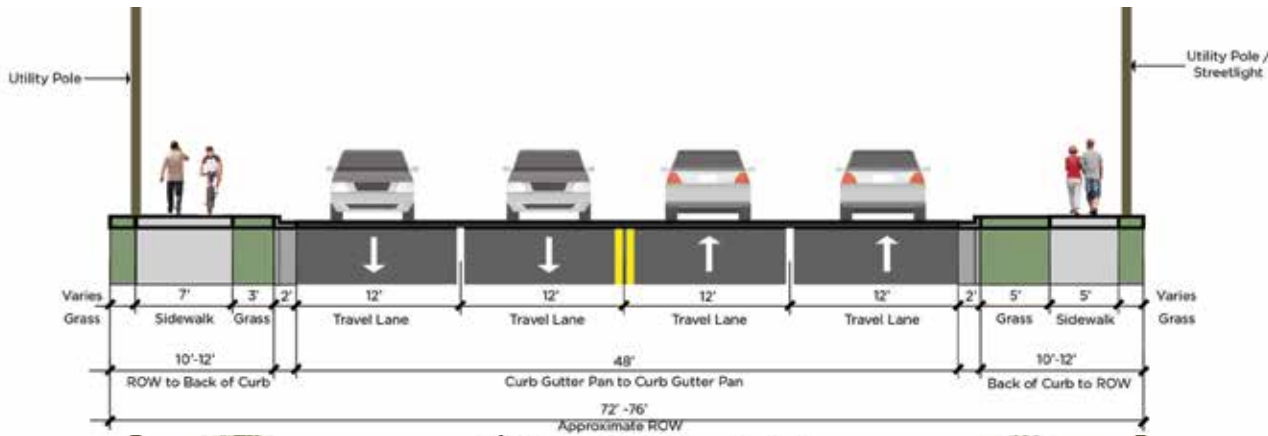 Utility Pole
Utility Pole /
Streetlight
Varies 7' 3' 2' 12' 12' 12' 12' 2' 5' 5' Varies
Grass Sidewalk Grass Travel Lane Travel Lane Travel Lane Travel Lane Grass Sidewalk Grass
10'-12' 48' 10'-12'
ROW to Back of Curb Curb Gutter Pan to Curb Gutter Pan Back of Curb to ROW
72' -76'
Approximate ROW